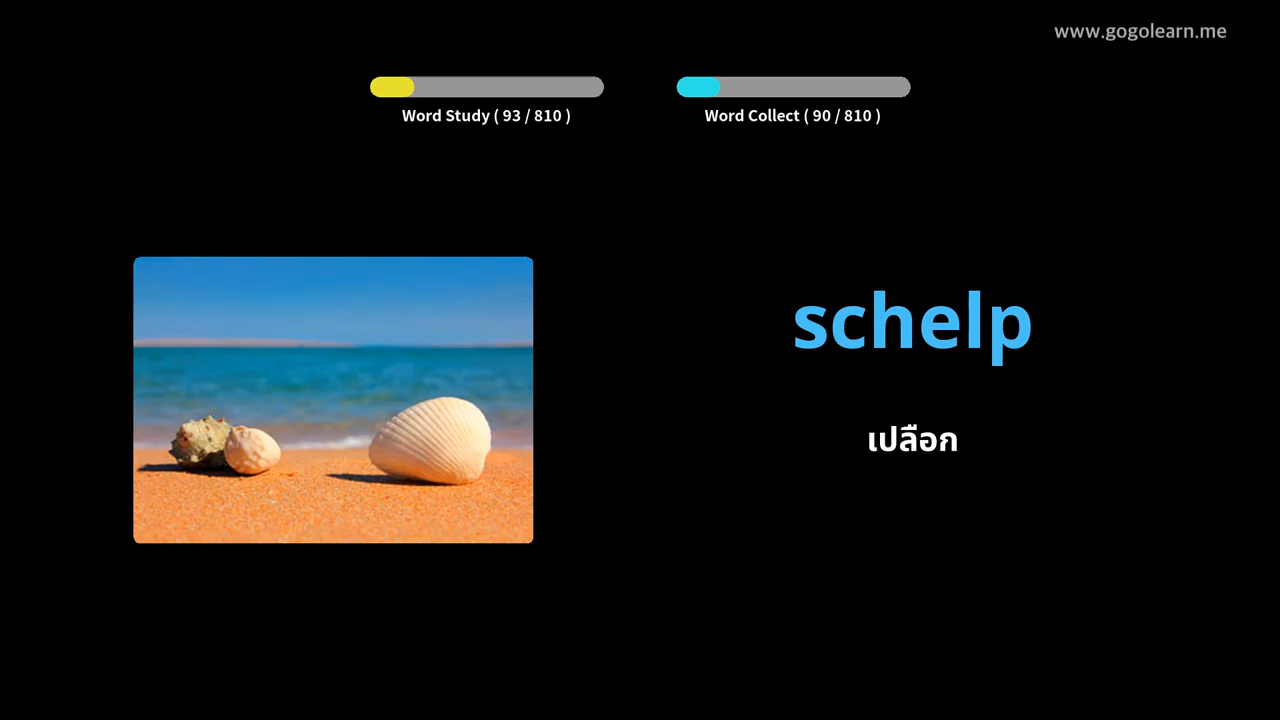 www.gogolearn.me
Word Study ( 93 / 810 )
Word Collect ( 90 / 810 )
schelp
เปลือก